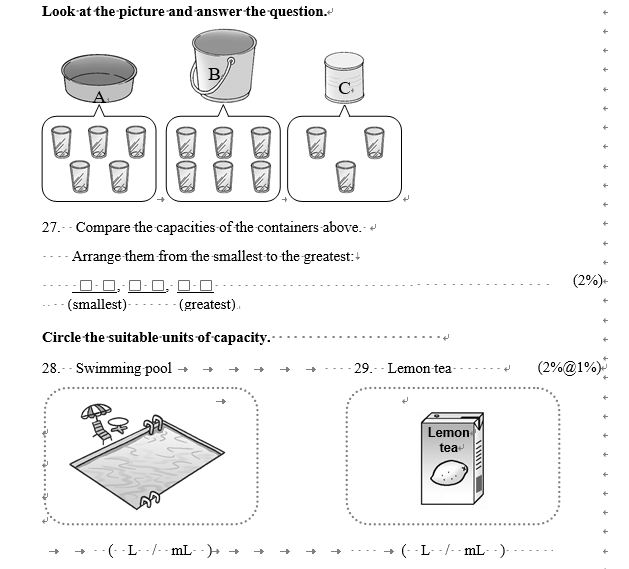 Look at the picture and answer the question.
A
B
C
27. Compare the capacities of the containers above.
Arrange them from the smallest to the greatest:
□ □, □ □, □ □ (2%)
(smallest) (greatest)
Circle the suitable units of capacity.
28. Swimming pool 29. Lemon tea (2%@1%)
Lemon
tea
( L / mL ) ( L / mL )